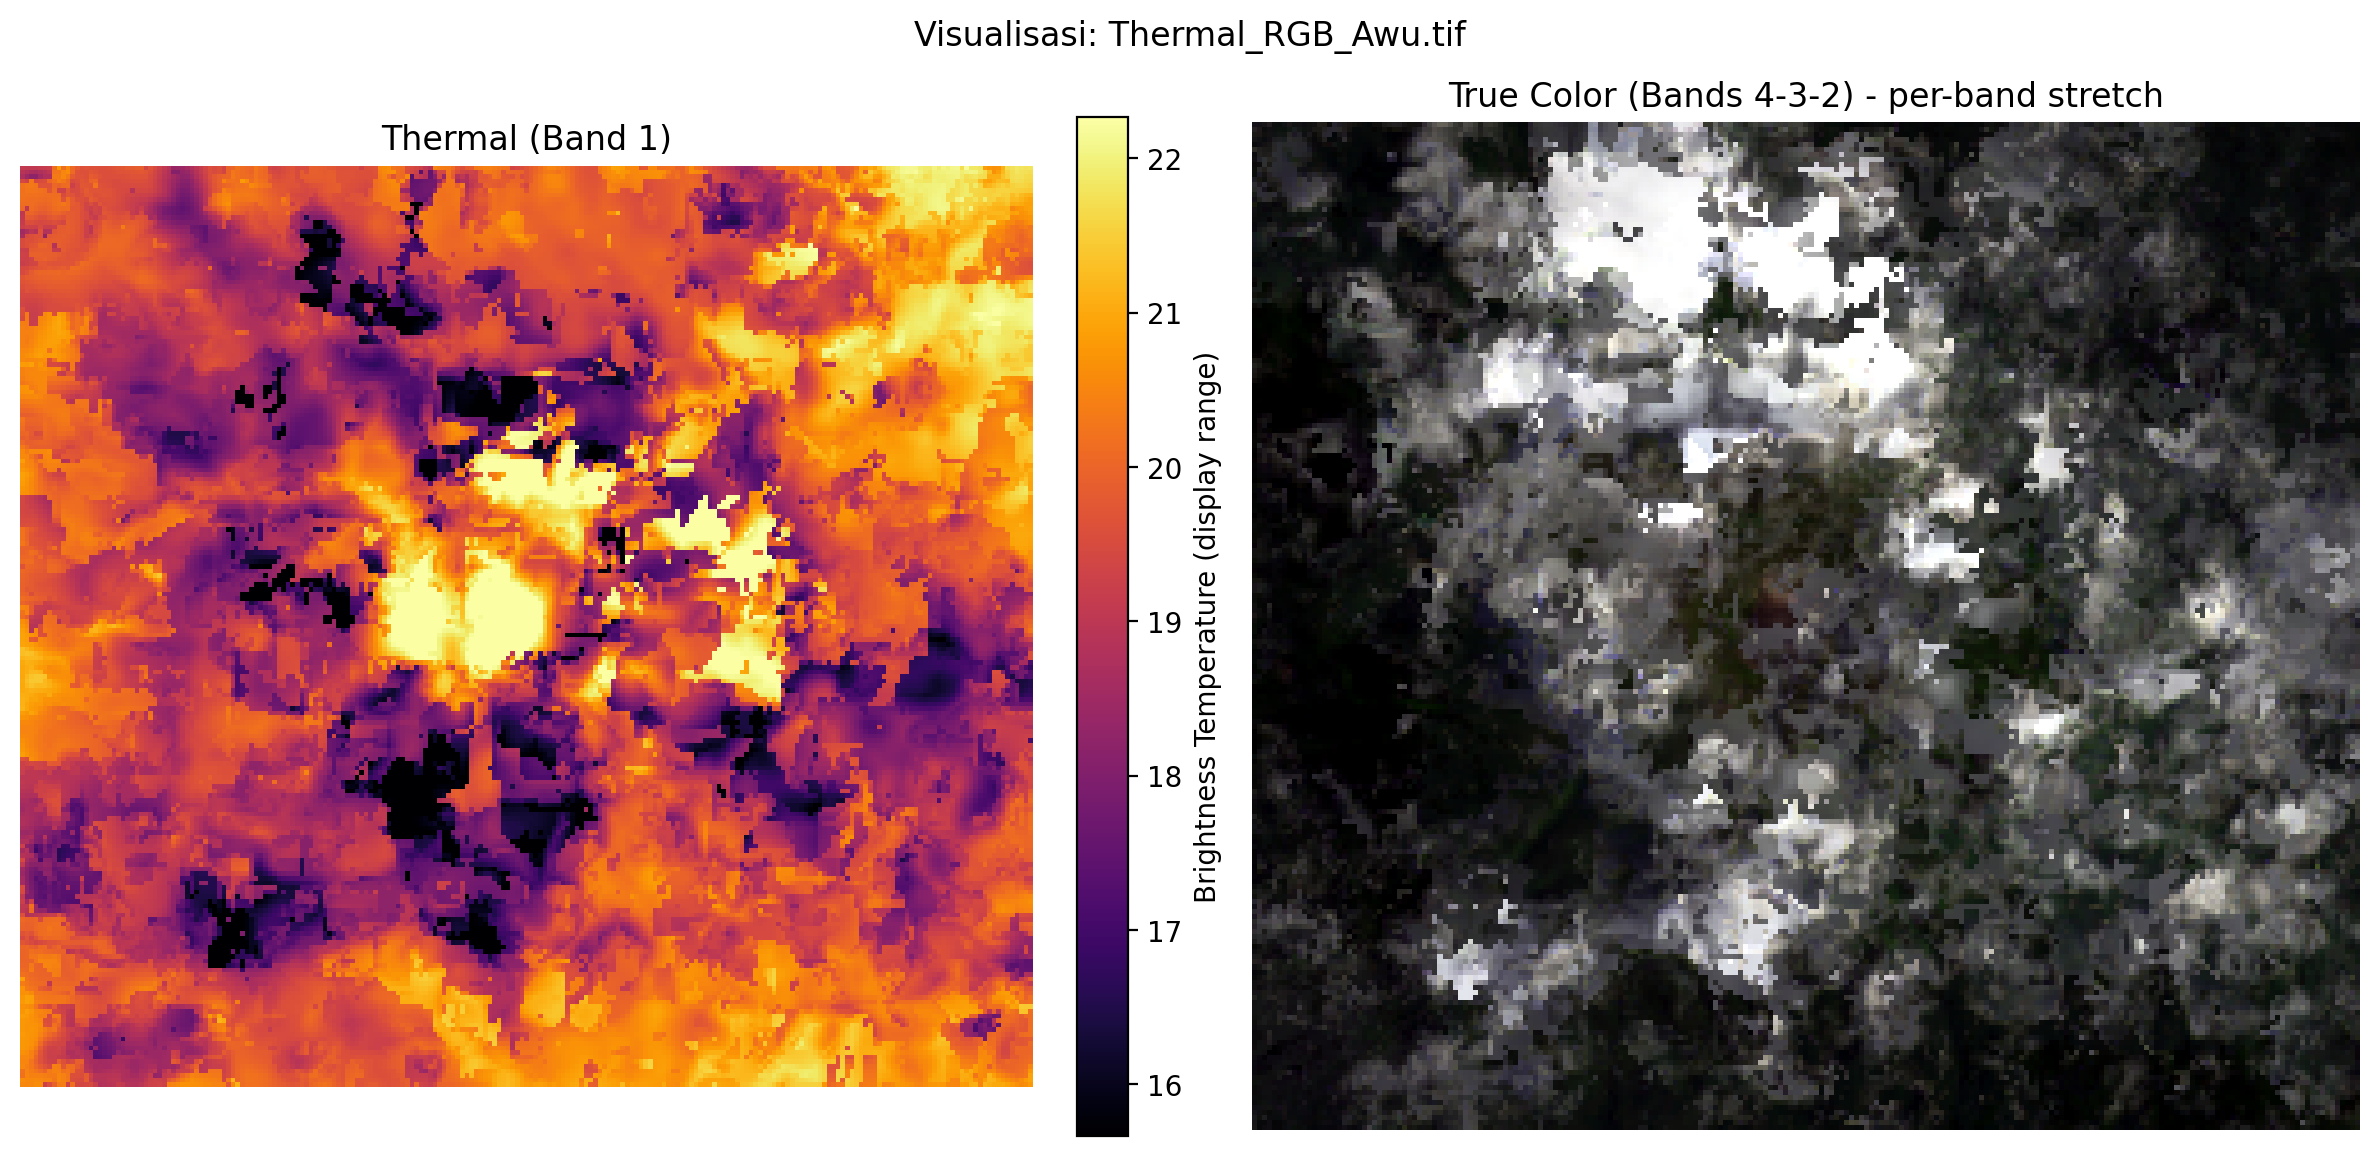 Visualisasi: Thermal_RGB_Awu.tif
Thermal (Band 1)
22
21
20
19
18
17
16
Brightness Temperature (display range)
True Color (Bands 4-3-2) - per-band stretch